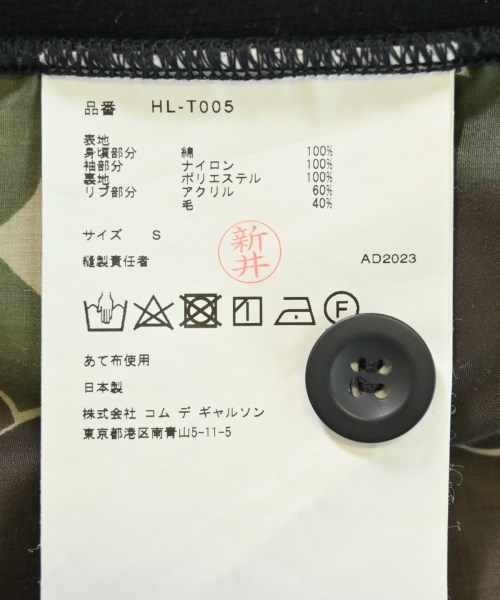 品番 HL-T005
表地
身頃部分 綿 100%
袖部分 ナイロン 100%
裏地 ポリエステル 100%
リブ部分 アクリル 60%
毛 40%
サイズ S
新井
縫製責任者
AD2023
F
あて布使用
日本製
株式会社 コム デ ギャルソン
東京都港区南青山5-11-5